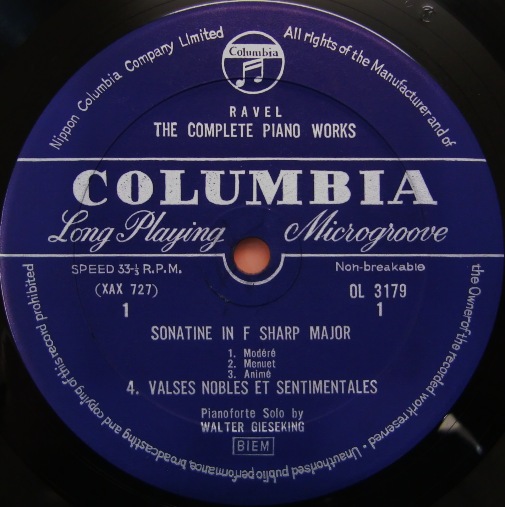 Nippon Columbia Company Limited
All rights of the Manufacturer and of
the Owner of the recorded work reserved • Unauthorised public performance, broadcasting and copying of this record prohibited
Columbia
RAVEL
THE COMPLETE PIANO WORKS
COLUMBIA
Long Playing Microgroove
SPEED 33-⅓ R.P.M. Non-breakable
(XAX 727) OL 3179
1 1
SONATINE IN F SHARP MAJOR
1. Modéré
2. Menuet
3. Animé
4. VALSES NOBLES ET SENTIMENTALES
Pianoforte Solo by
WALTER GIESEKING
BIEM